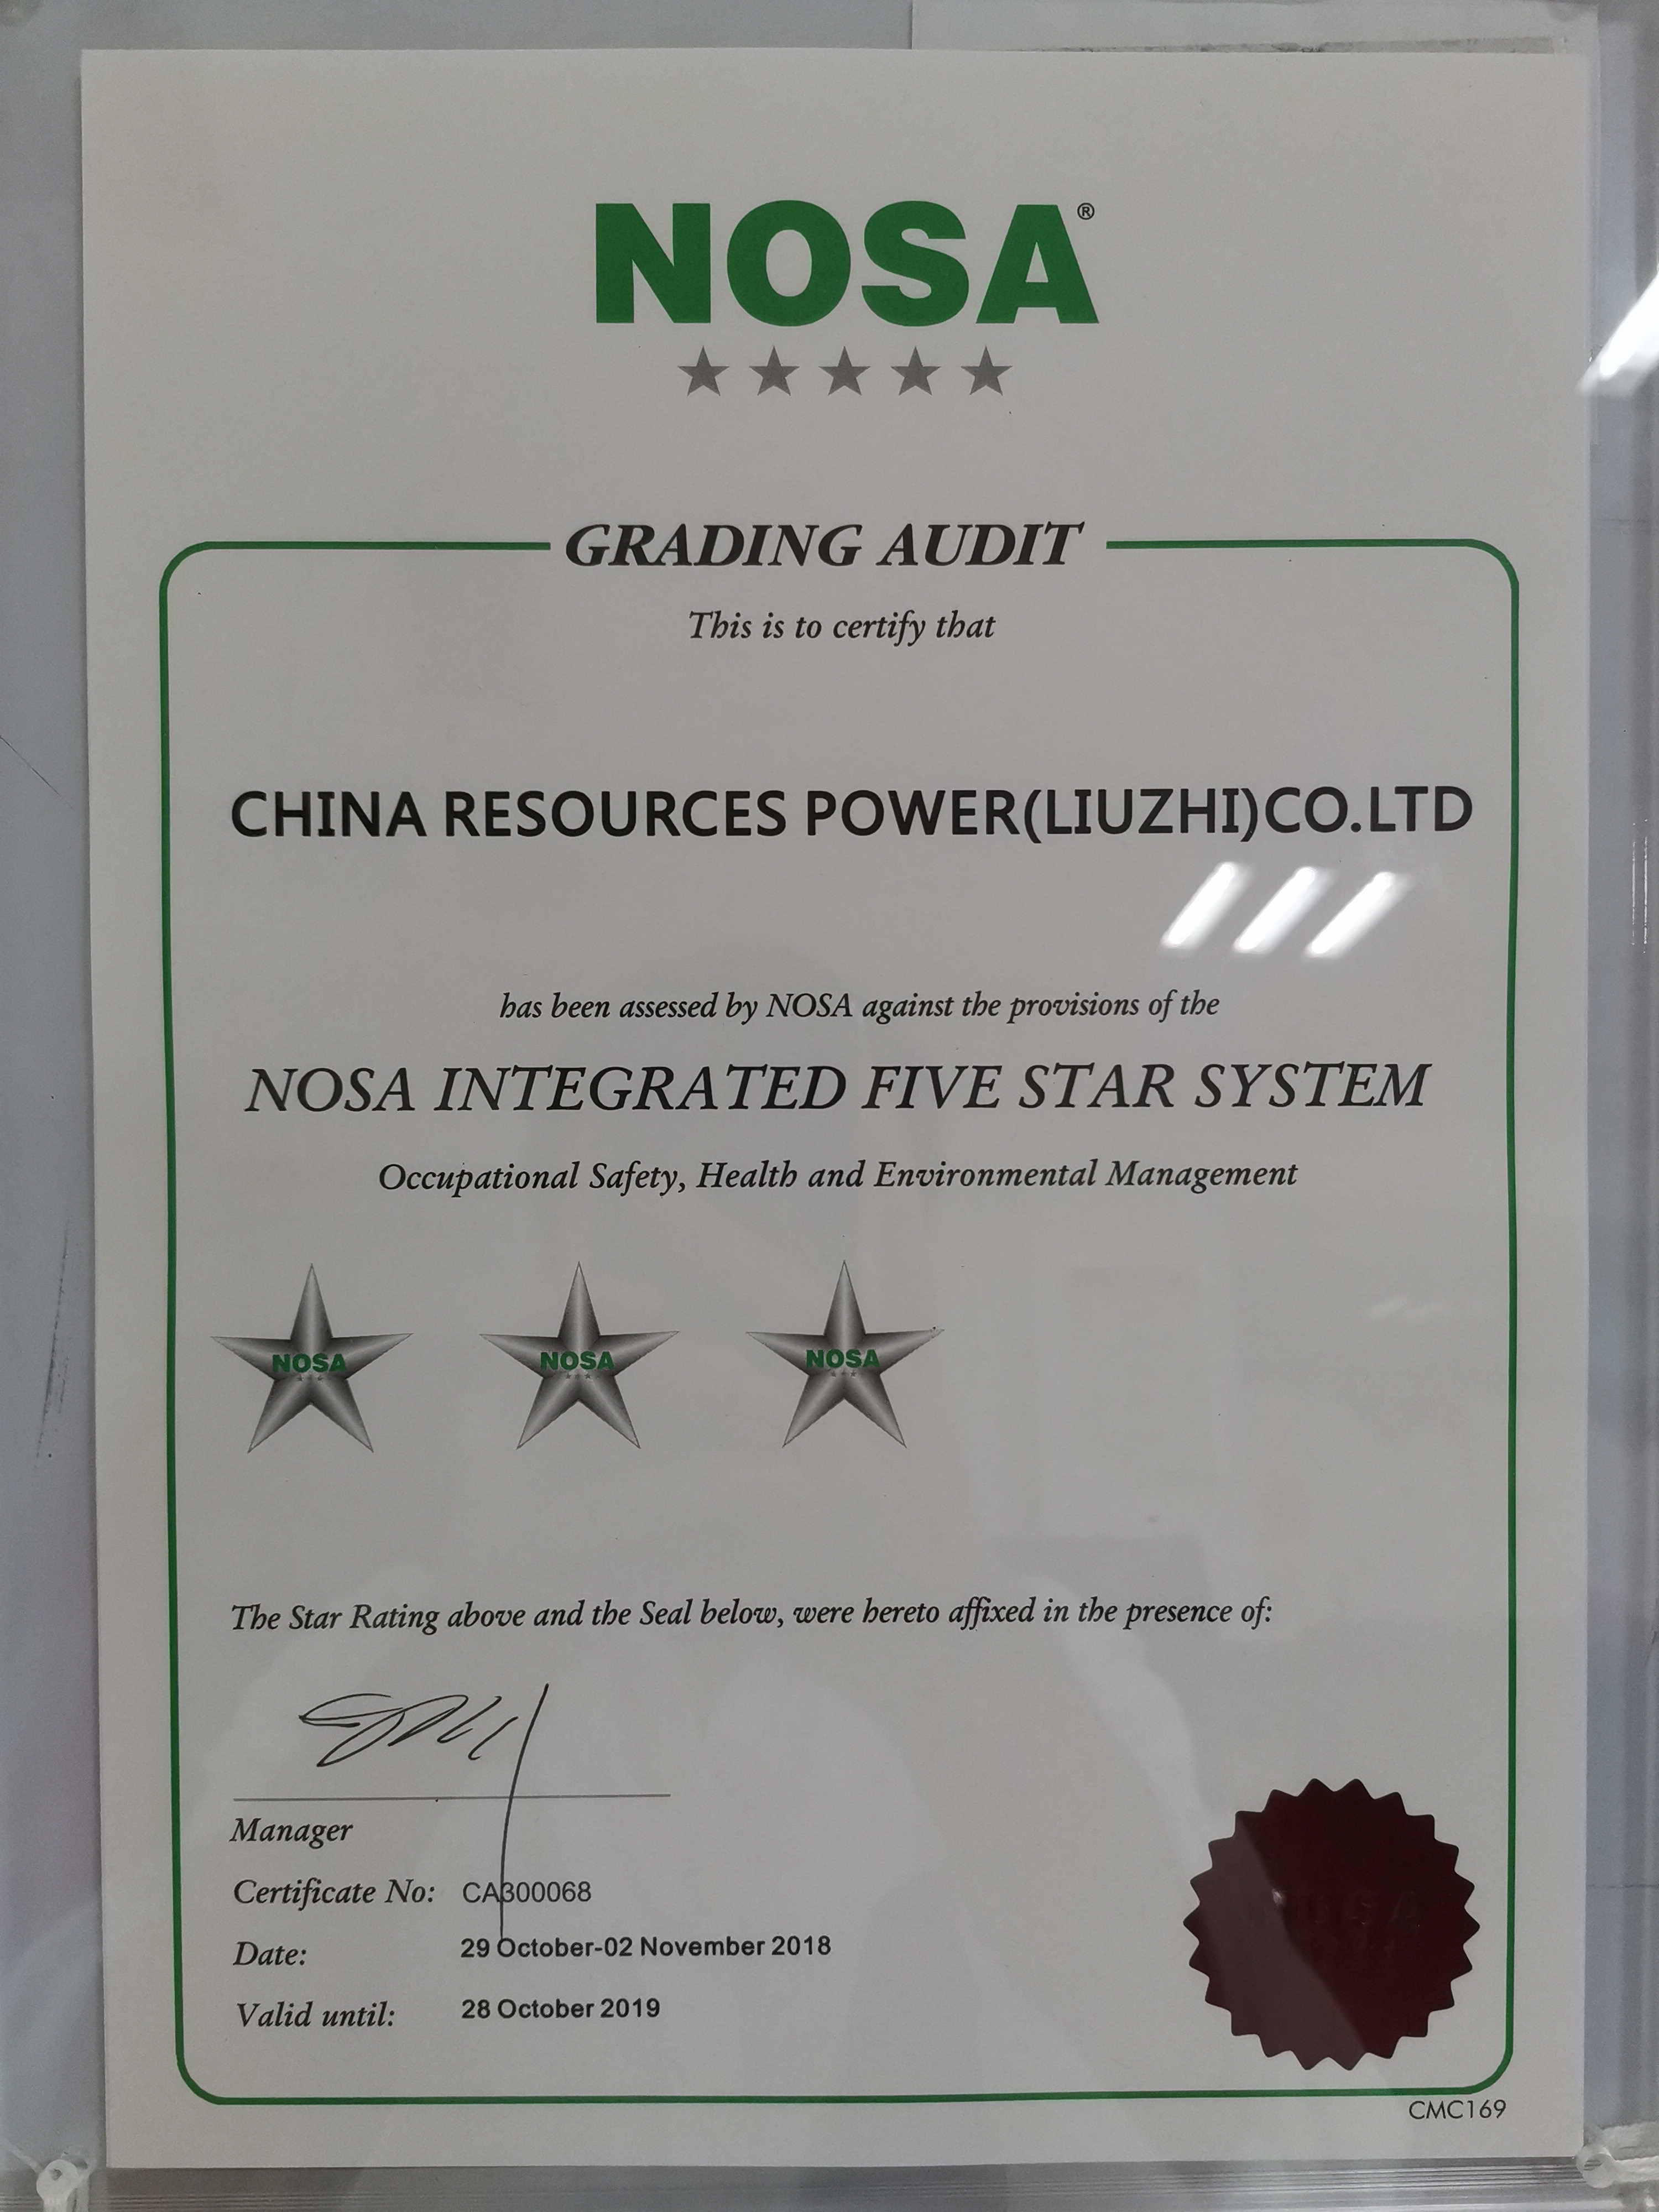 NOSA®
GRADING AUDIT
This is to certify that
CHINA RESOURCES POWER(LIUZHI)CO.LTD
has been assessed by NOSA against the provisions of the
NOSA INTEGRATED FIVE STAR SYSTEM
Occupational Safety, Health and Environmental Management
NOSA NOSA NOSA
The Star Rating above and the Seal below, were hereto affixed in the presence of:
Manager
Certificate No: CA300068
Date: 29 October-02 November 2018
Valid until: 28 October 2019
CMC169